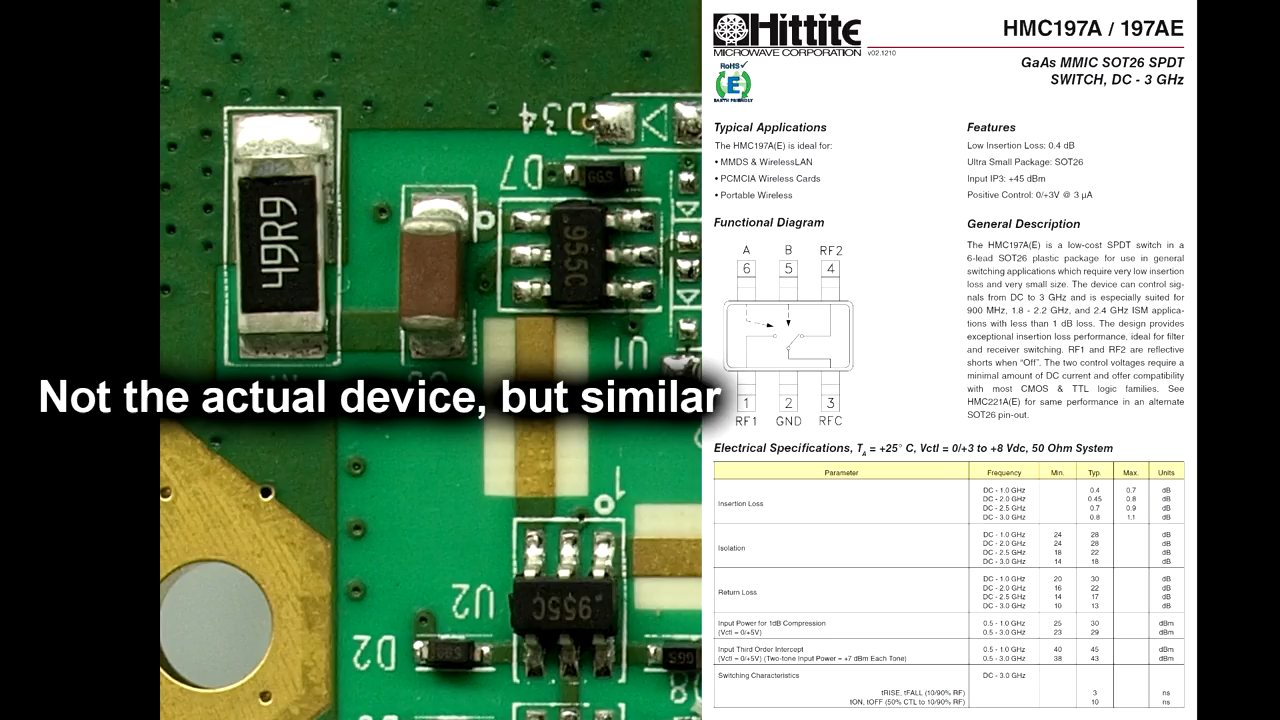 D34
D7
GGS
49R9
955C
U1
Not the actual device, but similar
1
955C
U2
D2
GGS
Hittite
MICROWAVE CORPORATION
v02.1210
RoHS✓
E
EARTH FRIENDLY
HMC197A / 197AE
GaAs MMIC SOT26 SPDT
SWITCH, DC - 3 GHz
Typical Applications
The HMC197A(E) is ideal for:
• MMDS & WirelessLAN
• PCMCIA Wireless Cards
• Portable Wireless
Functional Diagram
A B RF2
6 5 4
1 2 3
RF1 GND RFC
Features
Low Insertion Loss: 0.4 dB
Ultra Small Package: SOT26
Input IP3: +45 dBm
Positive Control: 0/+3V @ 3 µA
General Description
The HMC197A(E) is a low-cost SPDT switch in a
6-lead SOT26 plastic package for use in general
switching applications which require very low insertion
loss and very small size. The device can control sig-
nals from DC to 3 GHz and is especially suited for
900 MHz, 1.8 - 2.2 GHz, and 2.4 GHz ISM applica-
tions with less than 1 dB loss. The design provides
exceptional insertion loss performance, ideal for filter
and receiver switching. RF1 and RF2 are reflective
shorts when "Off". The two control voltages require a
minimal amount of DC current and offer compatibility
with most CMOS & TTL logic families. See
HMC221A(E) for same performance in an alternate
SOT26 pin-out.
Electrical Specifications, TA = +25° C, Vctl = 0/+3 to +8 Vdc, 50 Ohm System
Parameter Frequency Min. Typ. Max. Units
Insertion Loss
DC - 1.0 GHz 0.4 0.7 dB
DC - 2.0 GHz 0.45 0.8 dB
DC - 2.5 GHz 0.7 0.9 dB
DC - 3.0 GHz 0.8 1.1 dB
Isolation
DC - 1.0 GHz 24 28 dB
DC - 2.0 GHz 24 28 dB
DC - 2.5 GHz 18 22 dB
DC - 3.0 GHz 14 18 dB
Return Loss
DC - 1.0 GHz 20 30 dB
DC - 2.0 GHz 16 22 dB
DC - 2.5 GHz 14 17 dB
DC - 3.0 GHz 10 13 dB
Input Power for 1dB Compression 0.5 - 1.0 GHz 25 30 dBm
(Vctl = 0/+5V) 0.5 - 3.0 GHz 23 29 dBm
Input Third Order Intercept 0.5 - 1.0 GHz 40 45 dBm
(Vctl = 0/+5V) (Two-tone Input Power = +7 dBm Each Tone) 0.5 - 3.0 GHz 38 43 dBm
Switching Characteristics DC - 3.0 GHz
tRISE, tFALL (10/90% RF) 3 ns
tON, tOFF (50% CTL to 10/90% RF) 10 ns